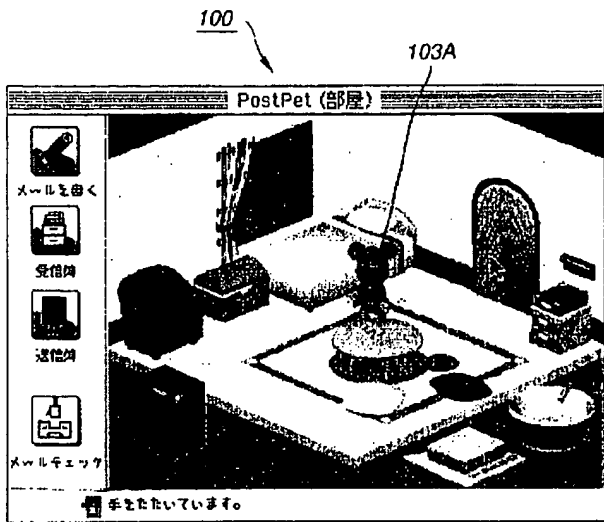 100
103A
PostPet (部屋)
メールを書く
受信箱
送信箱
メールチェック
手をたたいています。